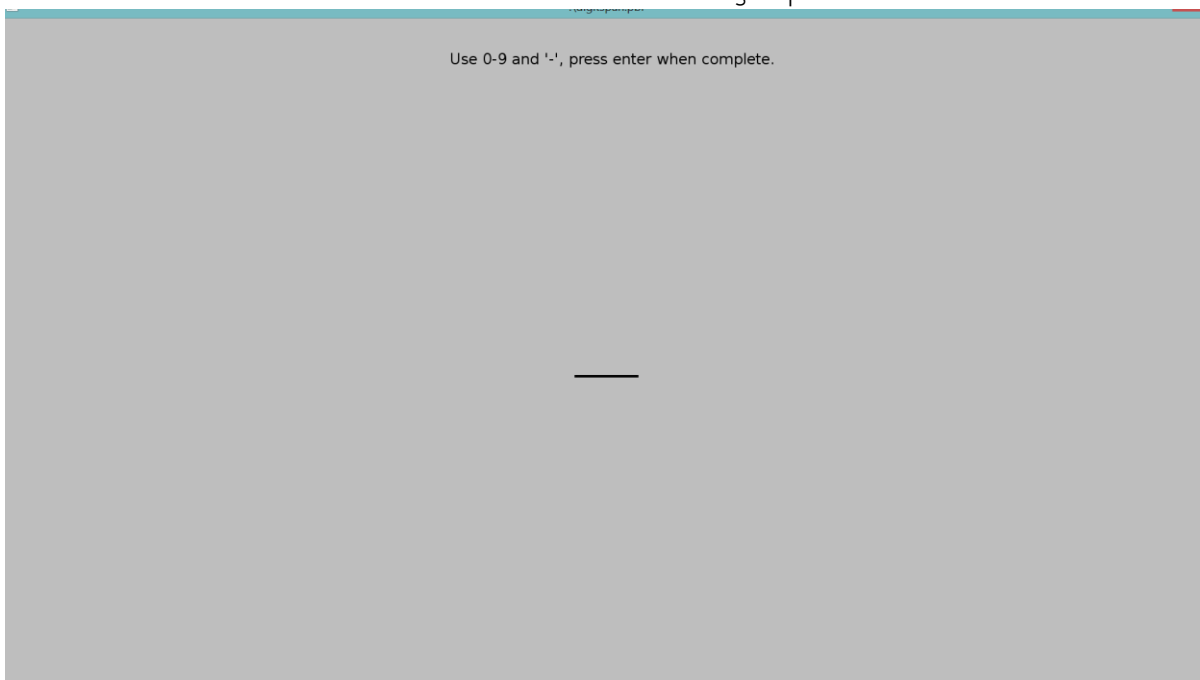 Use 0-9 and '-', press enter when complete.